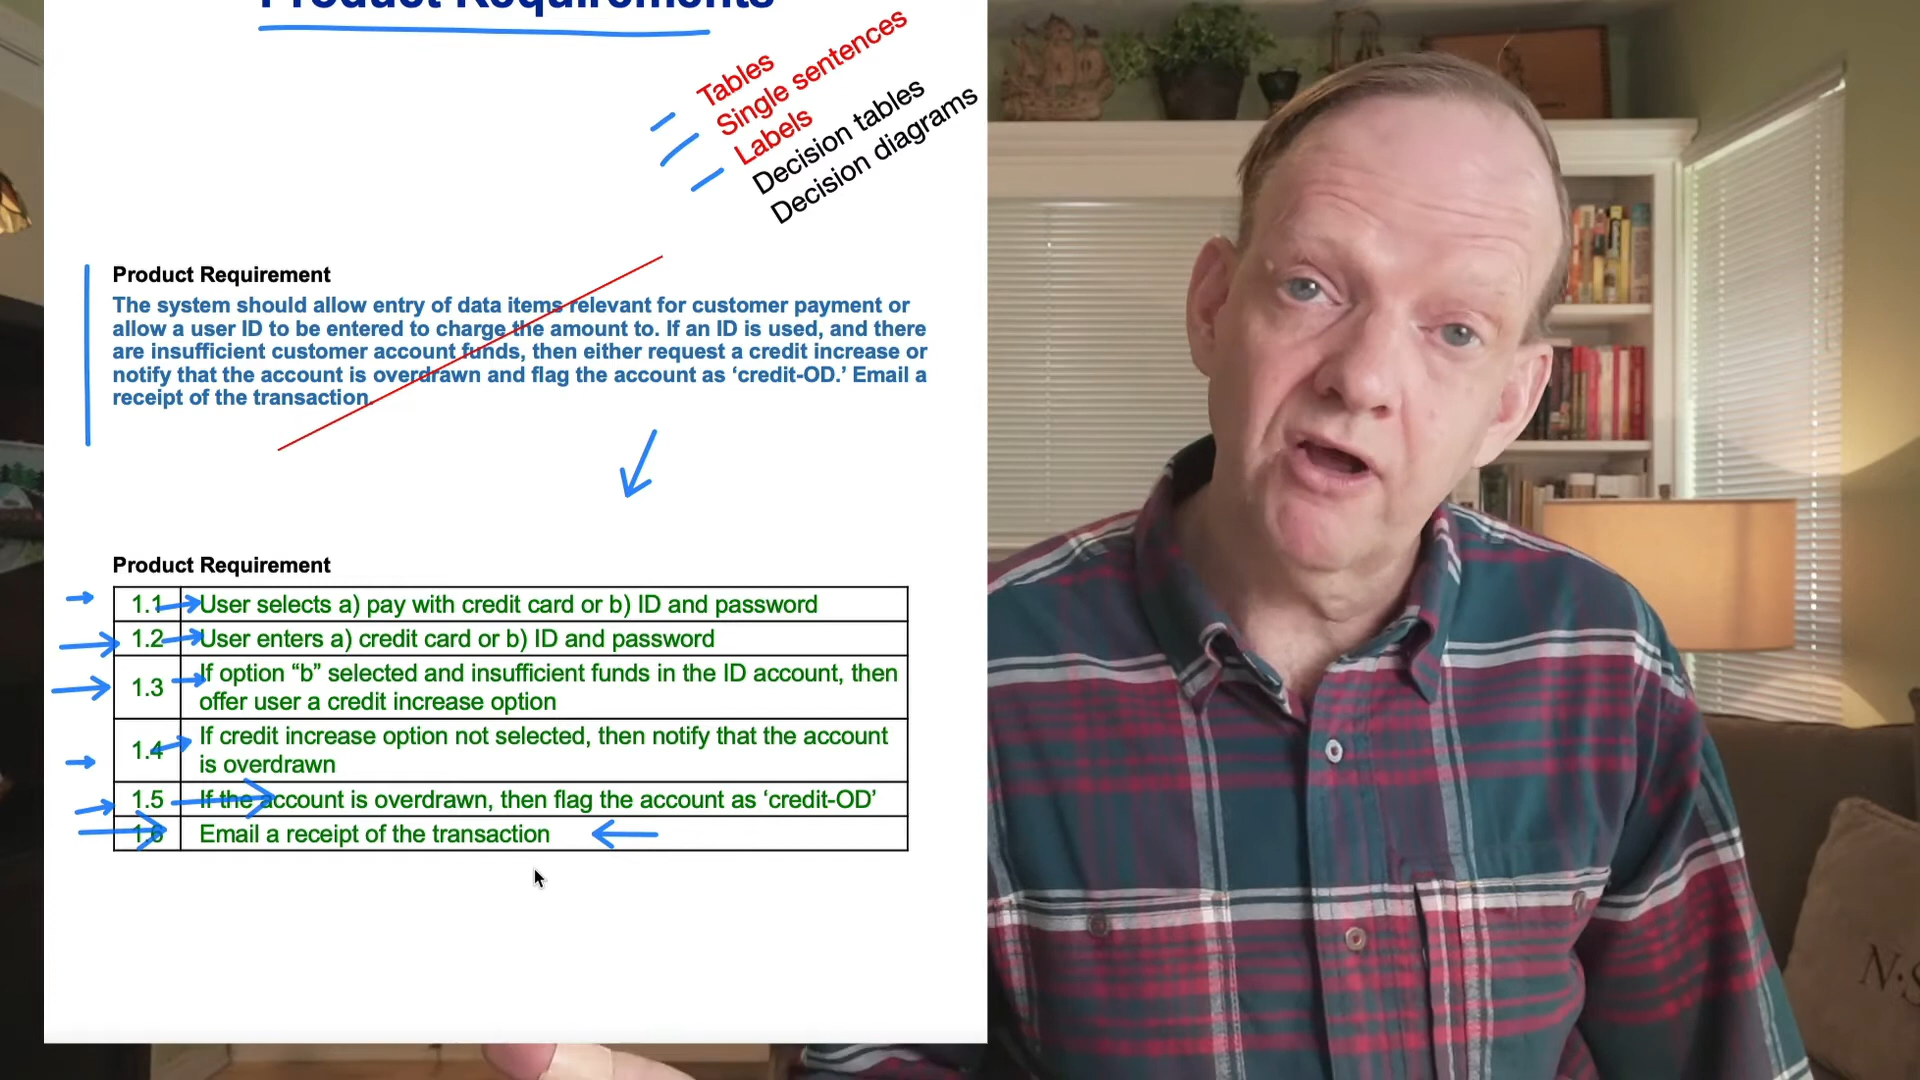 Product Requirements
Tables
Single sentences
Labels
Decision tables
Decision diagrams
Product Requirement
The system should allow entry of data items relevant for customer payment or
allow a user ID to be entered to charge the amount to. If an ID is used, and there
are insufficient customer account funds, then either request a credit increase or
notify that the account is overdrawn and flag the account as ‘credit-OD.’ Email a
receipt of the transaction.
Product Requirement
1.1 User selects a) pay with credit card or b) ID and password
1.2 User enters a) credit card or b) ID and password
1.3 If option “b” selected and insufficient funds in the ID account, then
offer user a credit increase option
1.4 If credit increase option not selected, then notify that the account
is overdrawn
1.5 If the account is overdrawn, then flag the account as ‘credit-OD’
1.6 Email a receipt of the transaction
N.S